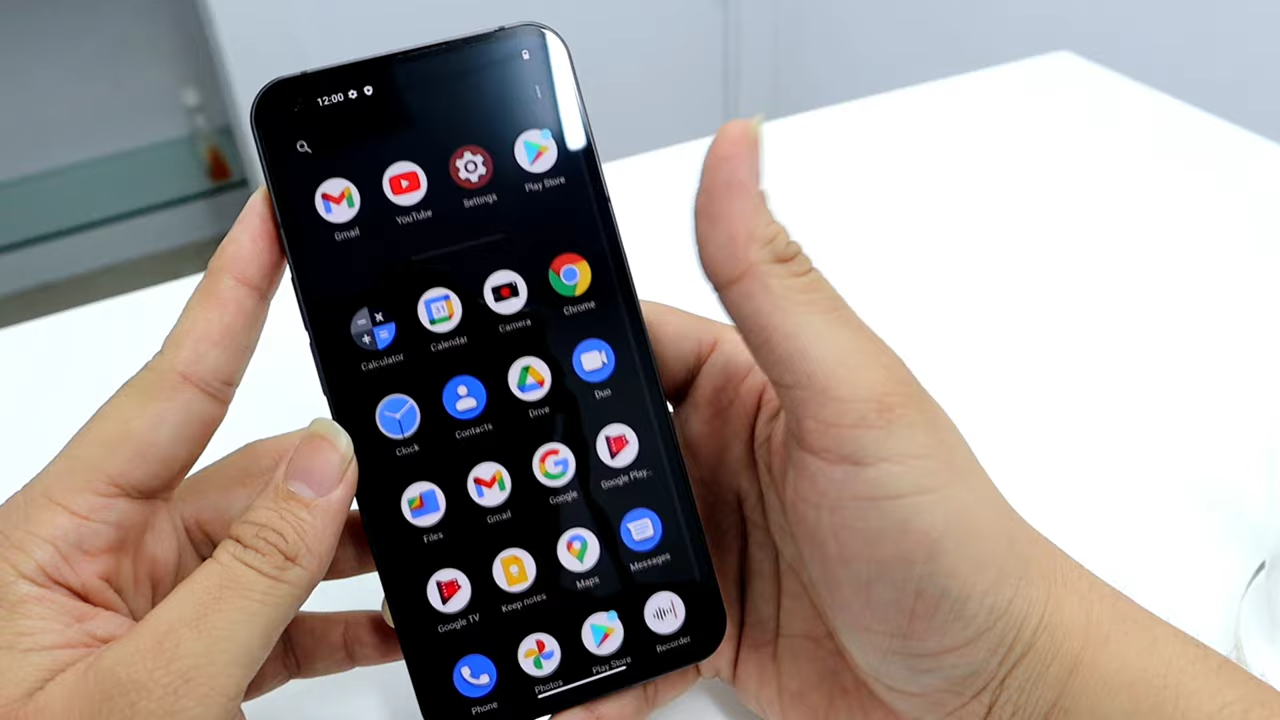 12:00
Gmail
YouTube
Settings
Play Store
Calculator
31
Calendar
Camera
Chrome
Clock
Contacts
Drive
Duo
Files
Gmail
Google
Google Play...
Google TV
Keep notes
Maps
Messages
Phone
Photos
Play Store
Recorder